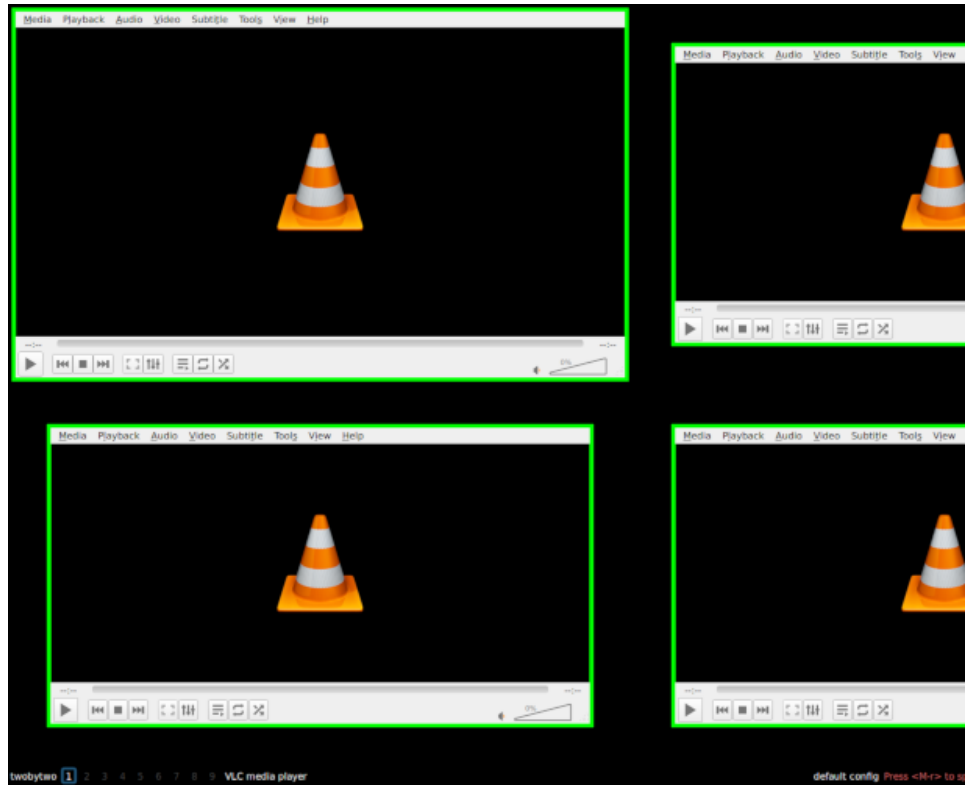 Media Playback Audio Video Subtitle Tools View Help
Media Playback Audio Video Subtitle Tools View
--:-- --:--
0%
--:--
Media Playback Audio Video Subtitle Tools View Help
Media Playback Audio Video Subtitle Tools View
--:-- --:--
0%
--:--
twobytwo 1 2 3 4 5 6 7 8 9 VLC media player default config Press <M-r> to sp